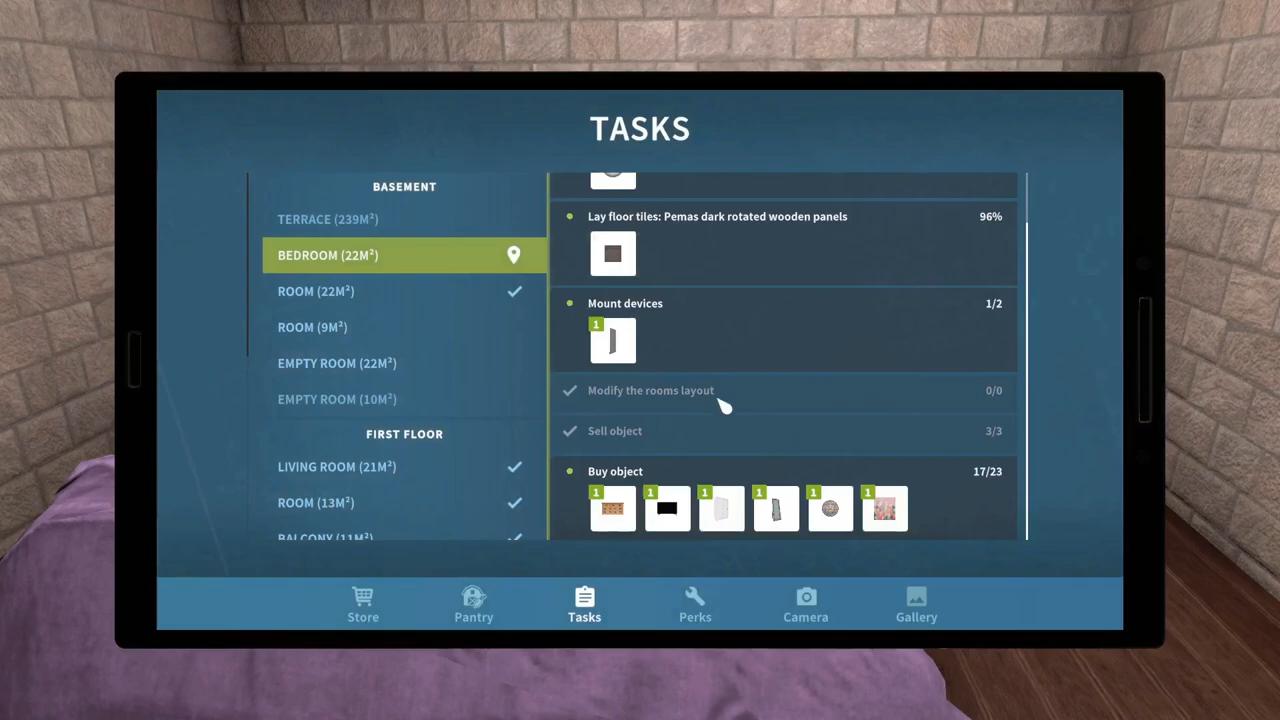 TASKS
BASEMENT
TERRACE (239M²)
BEDROOM (22M²)
ROOM (22M²)
ROOM (9M²)
EMPTY ROOM (22M²)
EMPTY ROOM (10M²)
FIRST FLOOR
LIVING ROOM (21M²)
ROOM (13M²)
BALCONY (11M²)
Lay floor tiles: Pemas dark rotated wooden panels 96%
Mount devices 1/2
1
Modify the rooms layout 0/0
Sell object 3/3
Buy object 17/23
1 1 1 1 1 1
Store Pantry Tasks Perks Camera Gallery